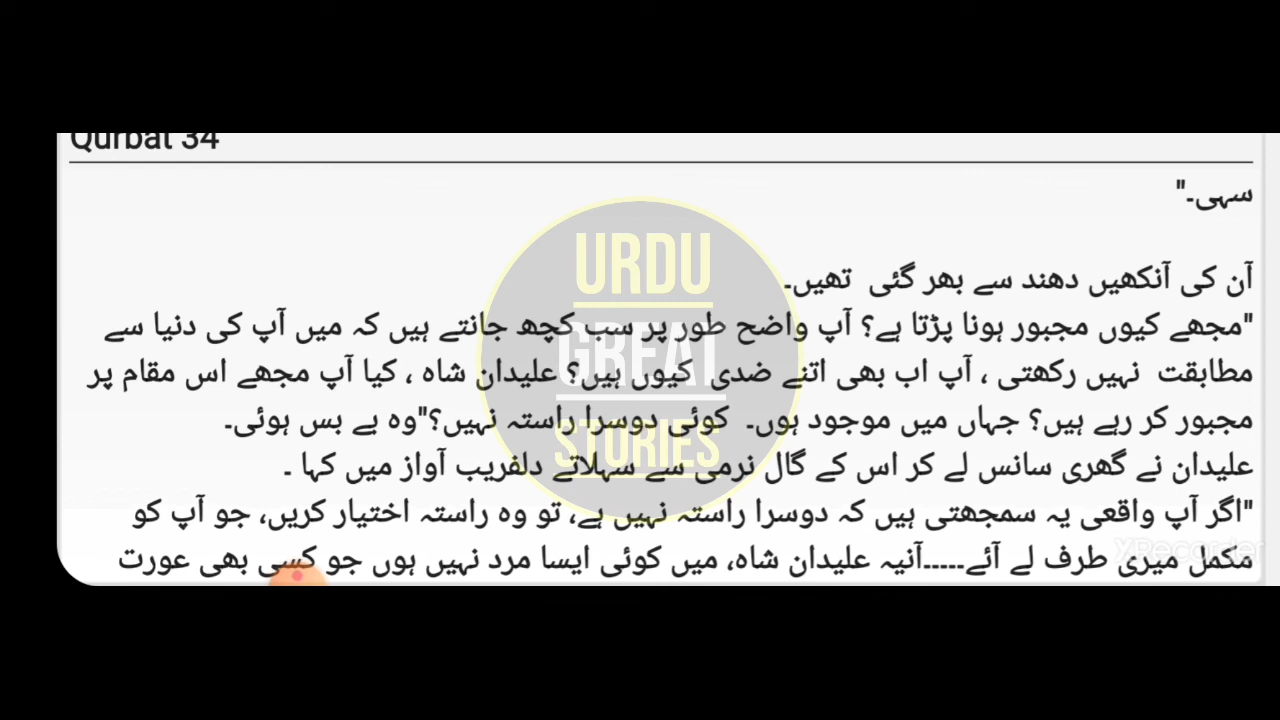 Qurbat 34
سہی۔"
آن کی آنکھیں دھند سے بھر گئی تھیں۔
"مجھے کیوں مجبور ہونا پڑتا ہے؟ آپ واضح طور پر سب کچھ جانتے ہیں کہ میں آپ کی دنیا سے
مطابقت نہیں رکھتی ، آپ اب بھی اتنے ضدی کیوں ہیں؟ علیدان شاہ ، کیا آپ مجھے اس مقام پر
مجبور کر رہے ہیں؟ جہاں میں موجود ہوں۔ کوئی دوسرا راستہ نہیں؟"وہ بے بس ہوئی۔
علیدان نے گھری سانس لے کر اس کے گال نرمی سے سہلاتے دلفریب آواز میں کہا ۔
"اگر آپ واقعی یہ سمجھتی ہیں کہ دوسرا راستہ نہیں ہے، تو وہ راستہ اختیار کریں، جو آپ کو
مکمل میری طرف لے آئے۔۔۔۔۔آنیہ علیدان شاہ، میں کوئی ایسا مرد نہیں ہوں جو کسی بھی عورت
URDU
GREAT
STORIES
XRecorder